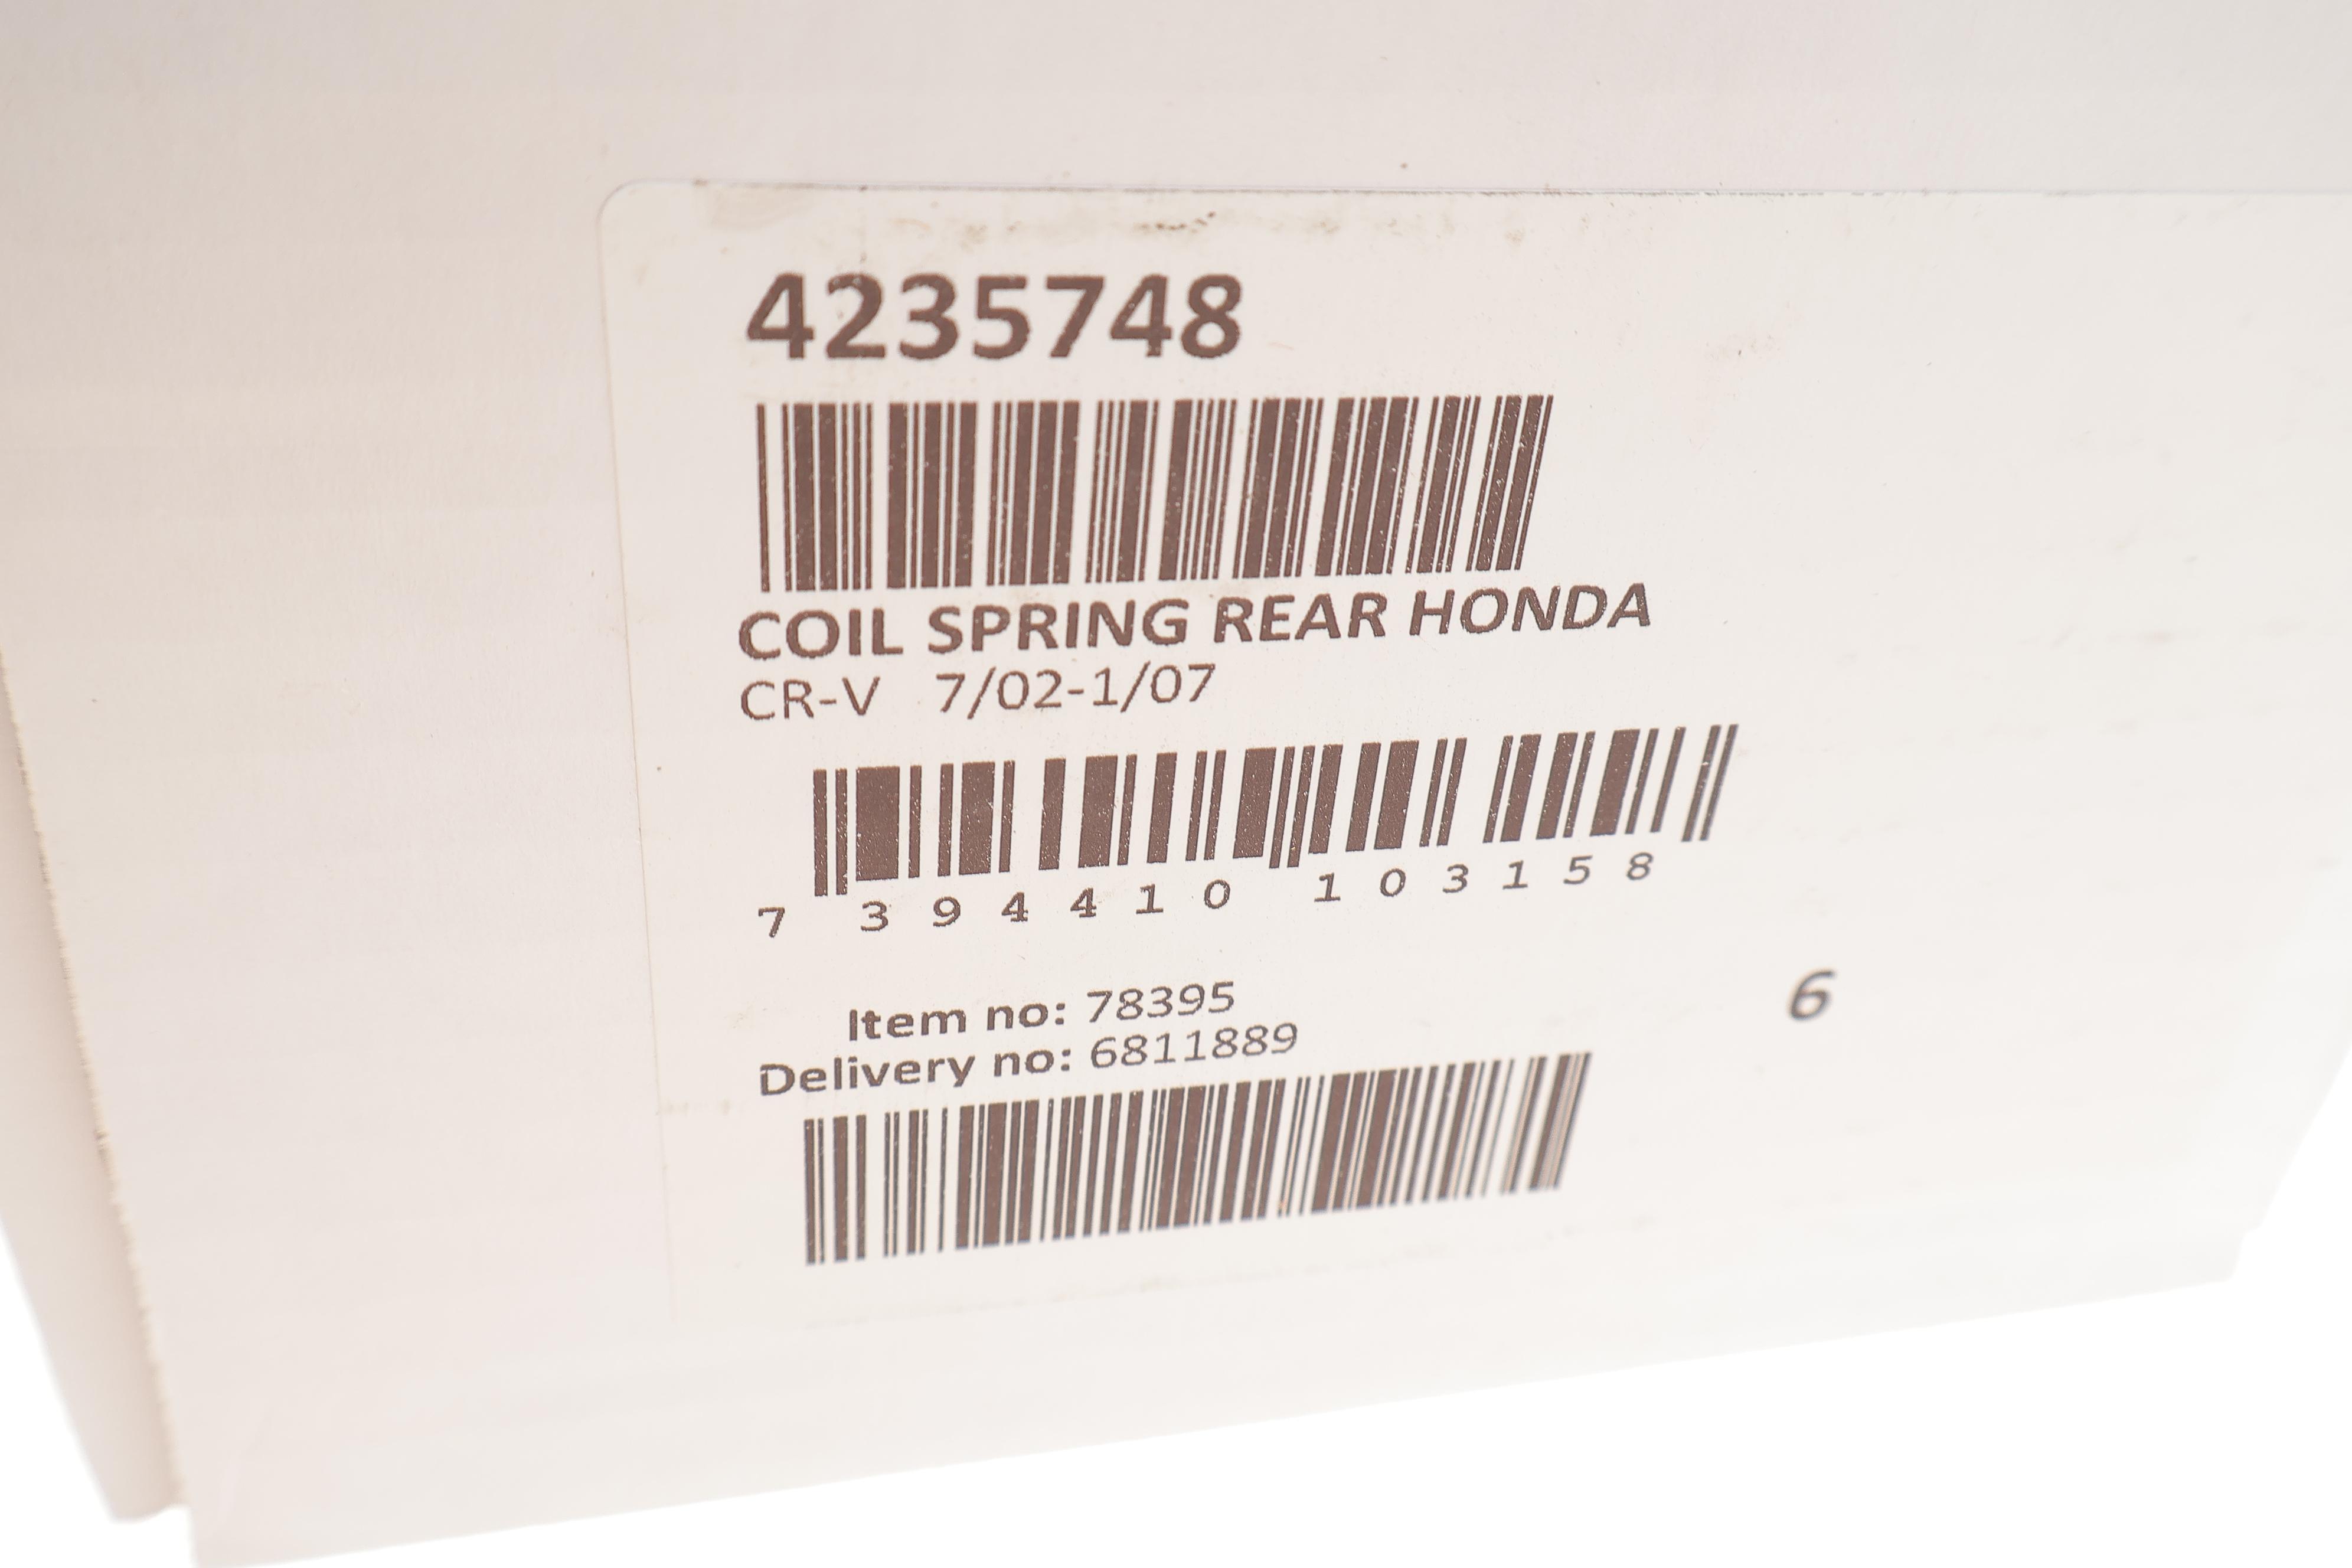 4235748
COIL SPRING REAR HONDA
CR-V 7/02-1/07
7 394410 103158
Item no: 78395
Delivery no: 6811889
6